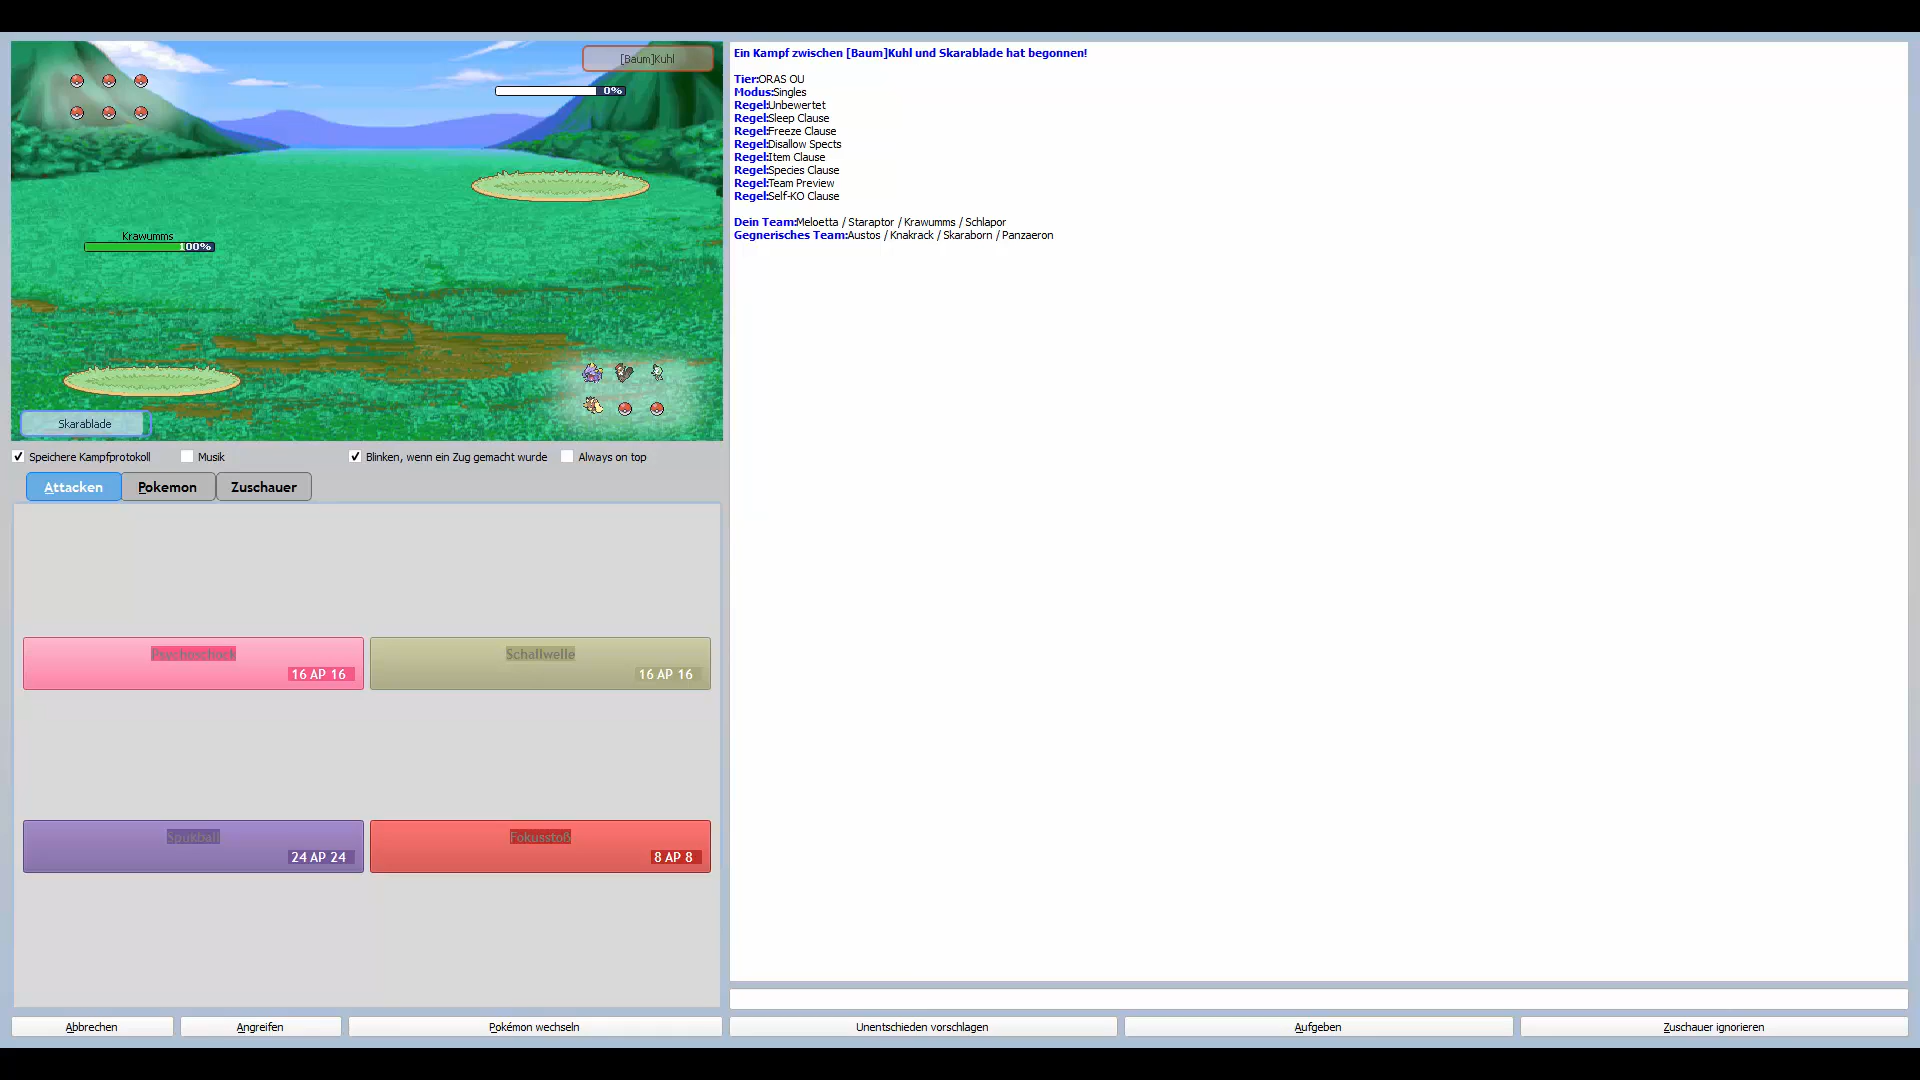 [Baum]Kuhl
0%
Krawumms
100%
Skarablade
Speichere Kampfprotokoll
Musik
Blinken, wenn ein Zug gemacht wurde
Always on top
Attacken
Pokemon
Zuschauer
Psychoschock
16 AP 16
Schallwelle
16 AP 16
Spukball
24 AP 24
Fokusstoß
8 AP 8
Abbrechen
Angreifen
Pokémon wechseln
Ein Kampf zwischen [Baum]Kuhl und Skarablade hat begonnen!
Tier:ORAS OU
Modus:Singles
Regel:Unbewertet
Regel:Sleep Clause
Regel:Freeze Clause
Regel:Disallow Spects
Regel:Item Clause
Regel:Species Clause
Regel:Team Preview
Regel:Self-KO Clause
Dein Team:Meloetta / Staraptor / Krawumms / Schlapor
Gegnerisches Team:Austos / Knakrack / Skaraborn / Panzaeron
Unentschieden vorschlagen
Aufgeben
Zuschauer ignorieren